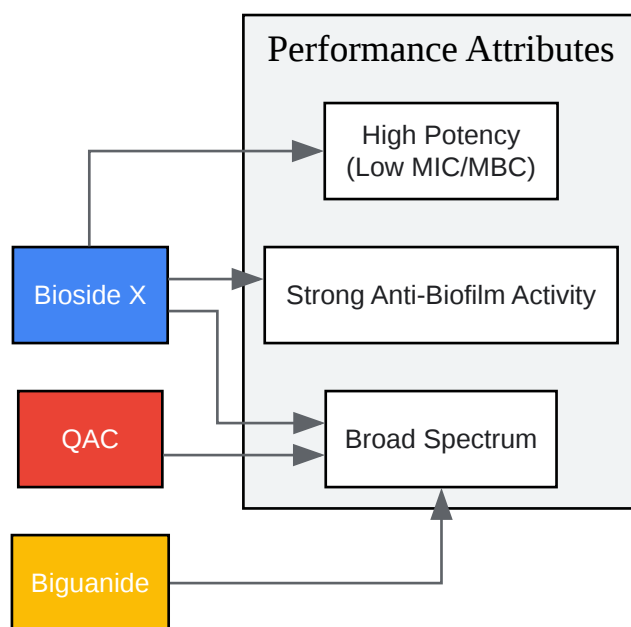 Performance Attributes
High Potency
(Low MIC/MBC)
Bioside X
Strong Anti-Biofilm Activity
QAC
Broad Spectrum
Biguanide